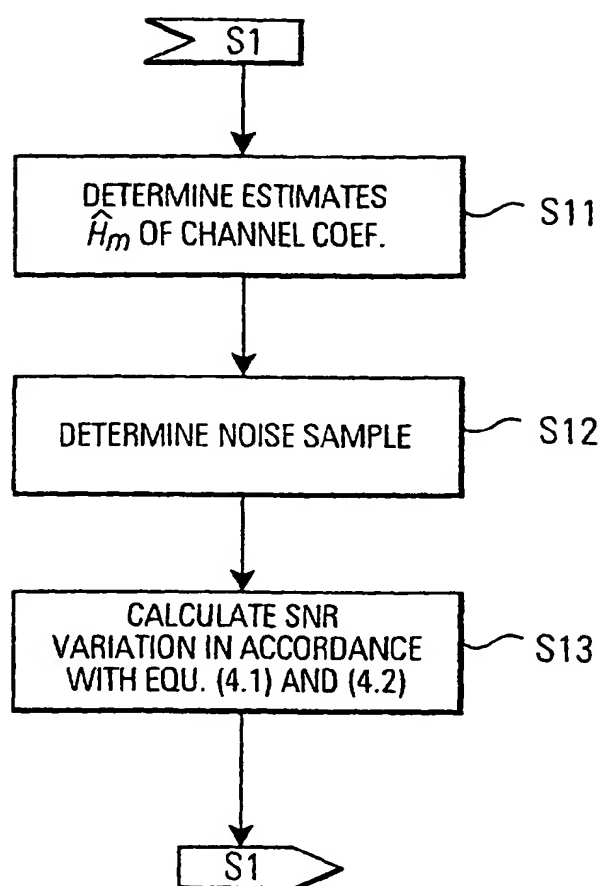 S1
DETERMINE ESTIMATES
Ĥm OF CHANNEL COEF.
S11
DETERMINE NOISE SAMPLE
S12
CALCULATE SNR
VARIATION IN ACCORDANCE
WITH EQU. (4.1) AND (4.2)
S13
S1